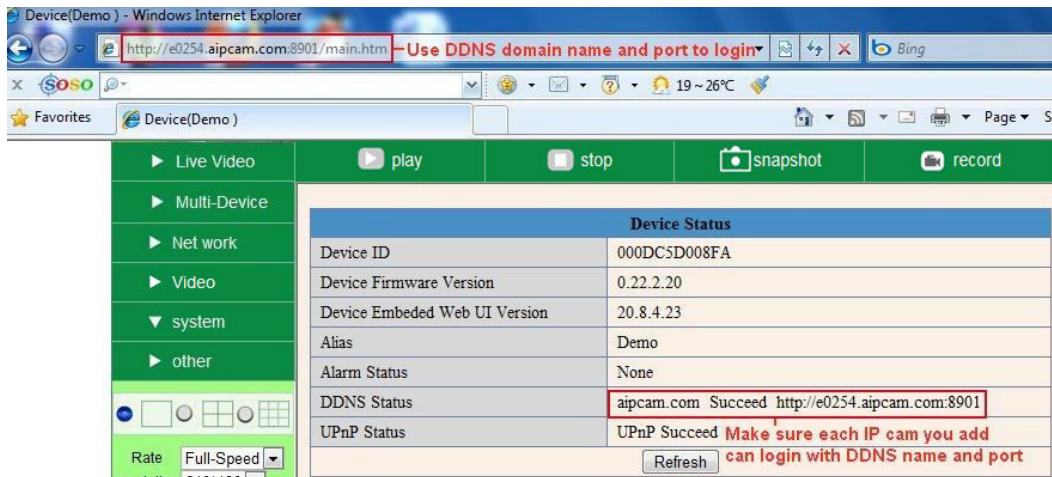 Device(Demo ) - Windows Internet Explorer
http://e0254.aipcam.com:8901/main.htm Use DDNS domain name and port to login Bing
x Soso 19~26℃
Favorites Device(Demo ) Page
Live Video play stop snapshot record
Multi-Device
Net work
Video
system
other
Device Status
Device ID 000DC5D008FA
Device Firmware Version 0.22.2.20
Device Embeded Web UI Version 20.8.4.23
Alias Demo
Alarm Status None
DDNS Status aipcam.com Succeed http://e0254.aipcam.com:8901
UPnP Status UPnP Succeed
Make sure each IP cam you add
can login with DDNS name and port
Refresh
Rate Full-Speed